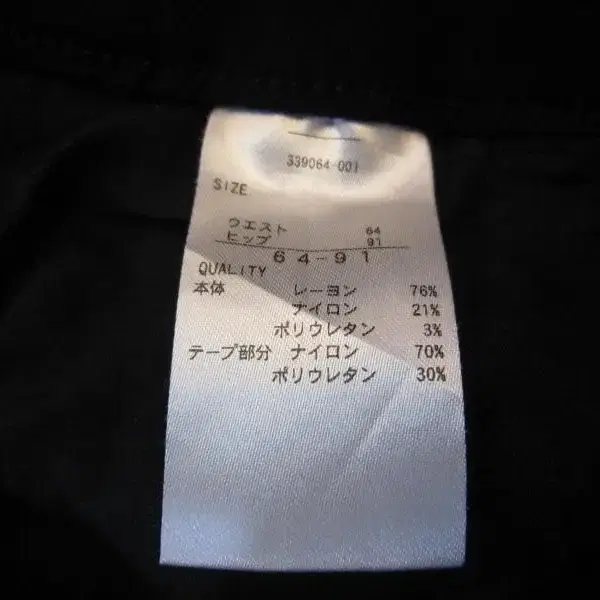 339064-001
SIZE
ウエスト 64
ヒップ 91
64-91
QUALITY
本体 レーヨン 76%
ナイロン 21%
ポリウレタン 3%
テープ部分 ナイロン 70%
ポリウレタン 30%